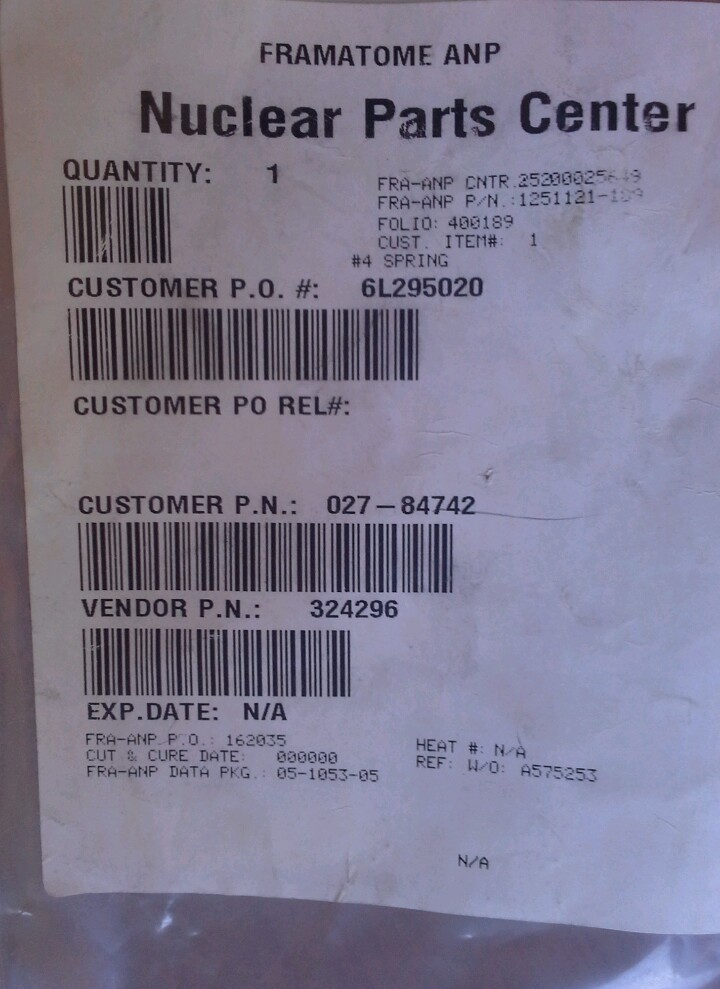 FRAMATOME ANP
Nuclear Parts Center
QUANTITY: 1
FRA-ANP CNTR.
FRA-ANP P/N.:
FOLIO: 400189
CUST. ITEM#: 1
#4 SPRING
CUSTOMER P.O. #: 6L295020
CUSTOMER PO REL#:
CUSTOMER P.N.: 027-84742
VENDOR P.N.: 324296
EXP.DATE: N/A
FRA-ANP P.O.: 162035
CUT & CURE DATE: 000000
FRA-ANP DATA PKG.: 05-1053-05
HEAT #: N/A
REF: W/O: A575253
N/A